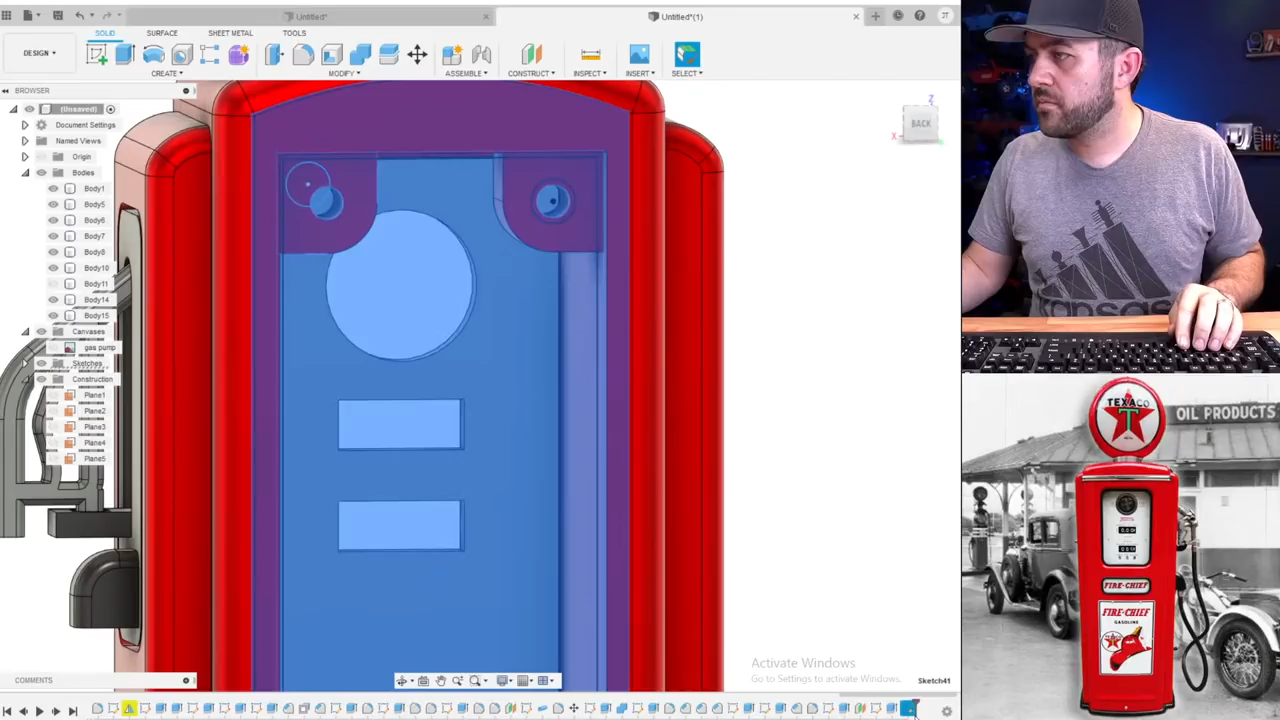 Untitled*
Untitled*(1)
JT
SOLID
SURFACE
SHEET METAL
TOOLS
DESIGN
CREATE
MODIFY
ASSEMBLE
CONSTRUCT
INSPECT
INSERT
SELECT
BROWSER
(Unsaved)
Document Settings
Named Views
Origin
Bodies
Body1
Body5
Body6
Body7
Body8
Body10
Body11
Body14
Body15
Canvases
gas pump
Sketches
Construction
Plane1
Plane2
Plane3
Plane4
Plane5
Z
BACK
X
Activate Windows
Go to Settings to activate Windows.
COMMENTS
Sketch41
TEXACO
T
OIL PRODUCTS
FIRE-CHIEF
FIRE-CHIEF
GASOLINE